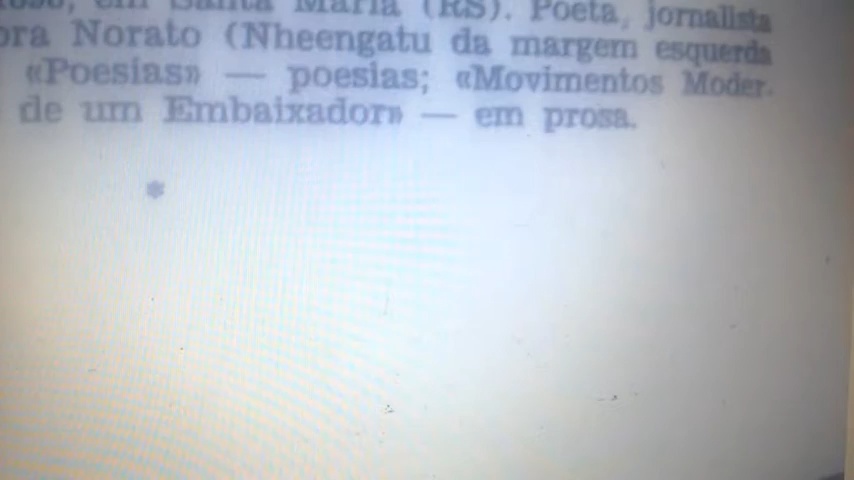 em Santa Maria (RS). Poeta, jornalista
ora Norato (Nheengatu da margem esquerda
«Poesias» — poesias; «Movimentos Moder-
de um Embaixador» — em prosa.
*